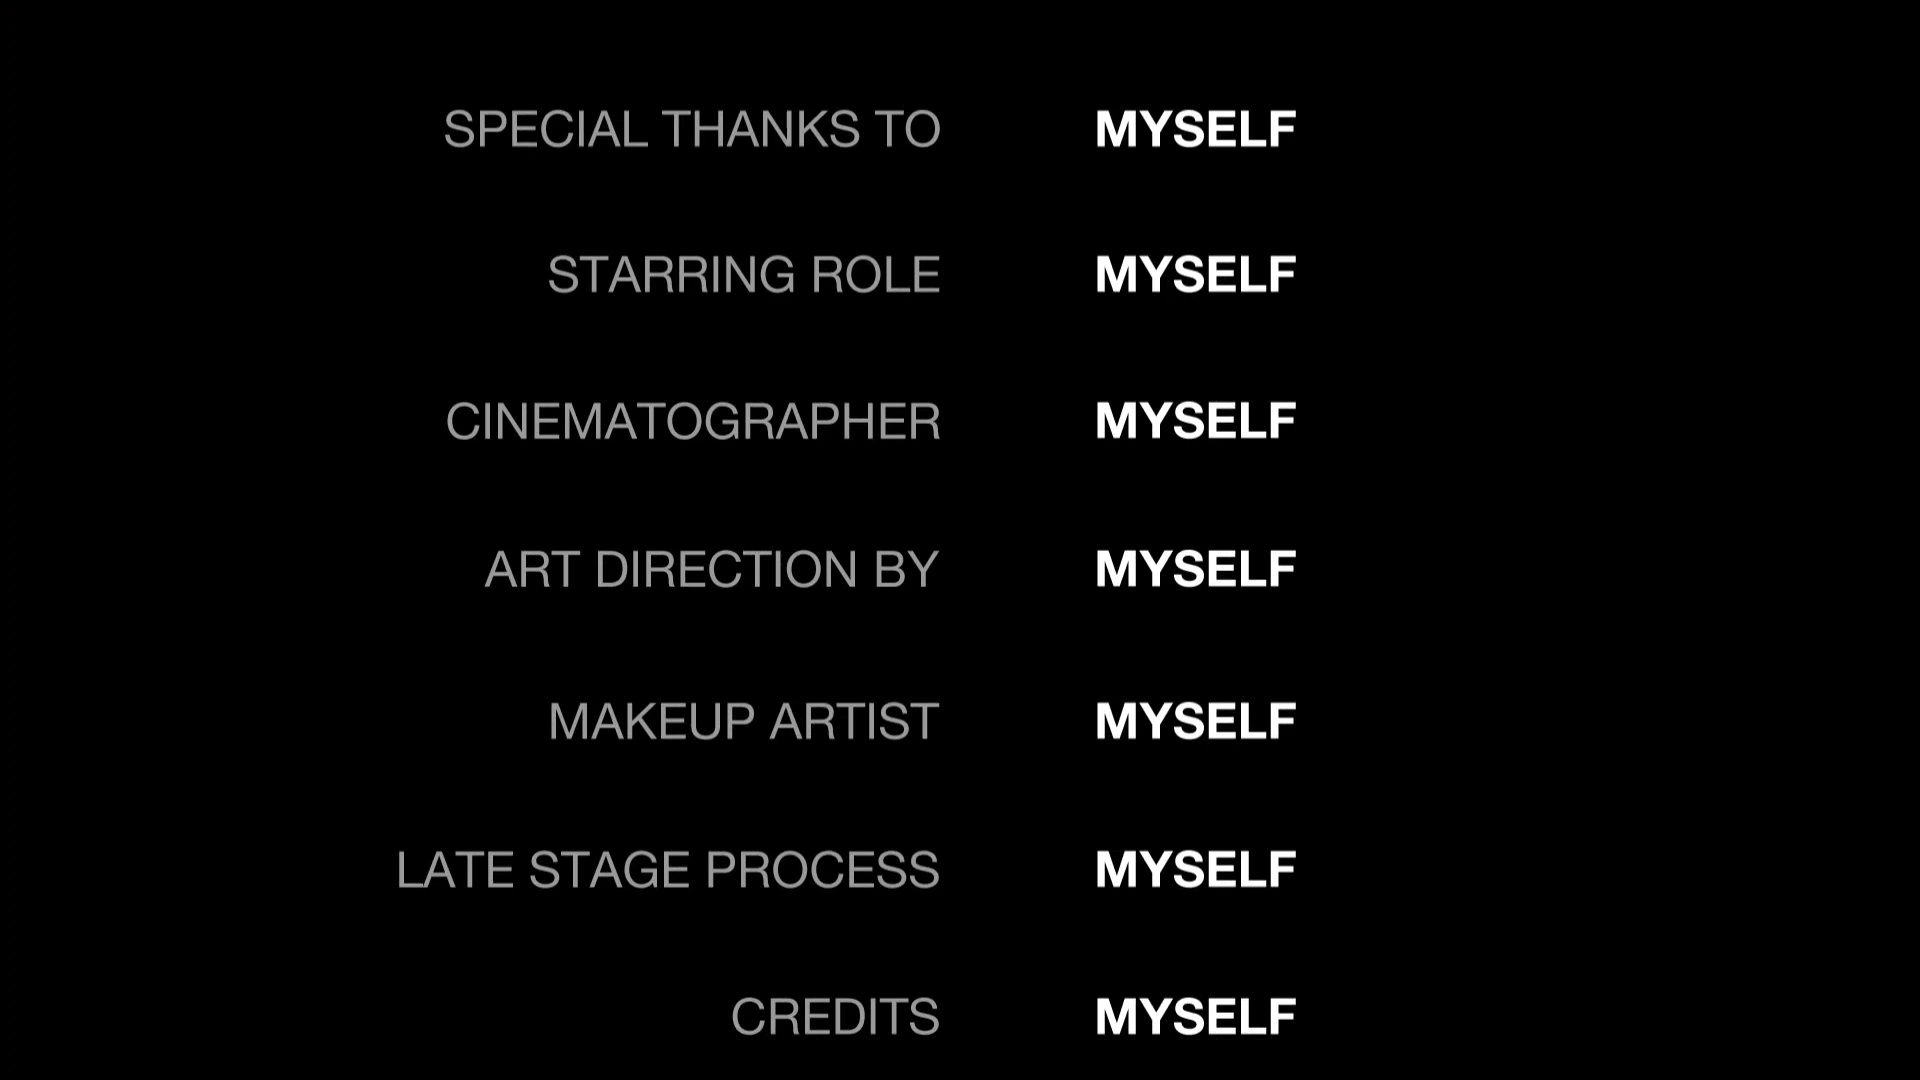 SPECIAL THANKS TO MYSELF
STARRING ROLE MYSELF
CINEMATOGRAPHER MYSELF
ART DIRECTION BY MYSELF
MAKEUP ARTIST MYSELF
LATE STAGE PROCESS MYSELF
CREDITS MYSELF